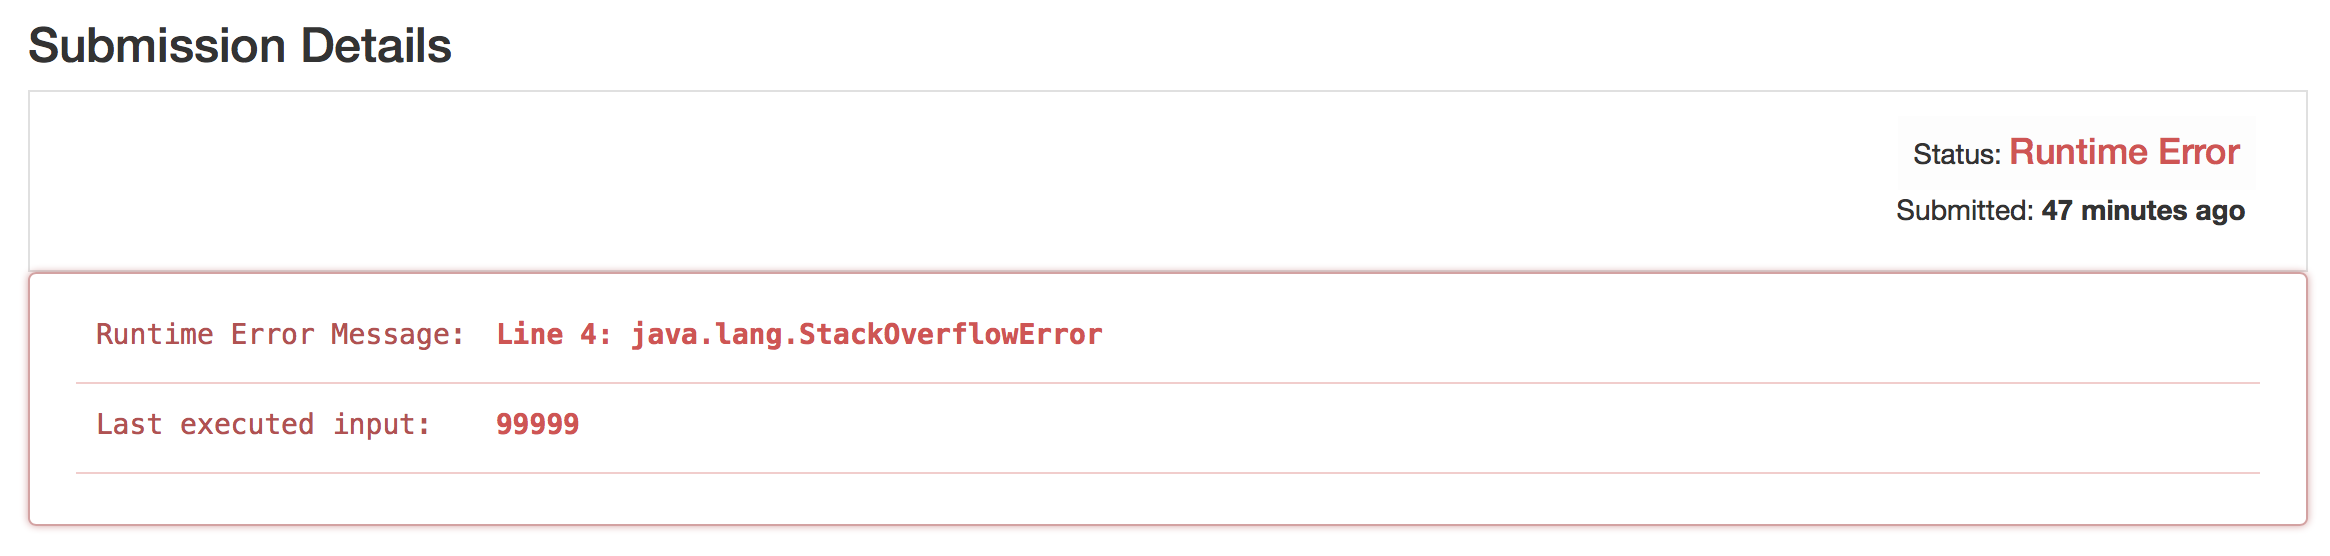 Submission Details
Status: Runtime Error
Submitted: 47 minutes ago
Runtime Error Message: Line 4: java.lang.StackOverflowError
Last executed input: 99999